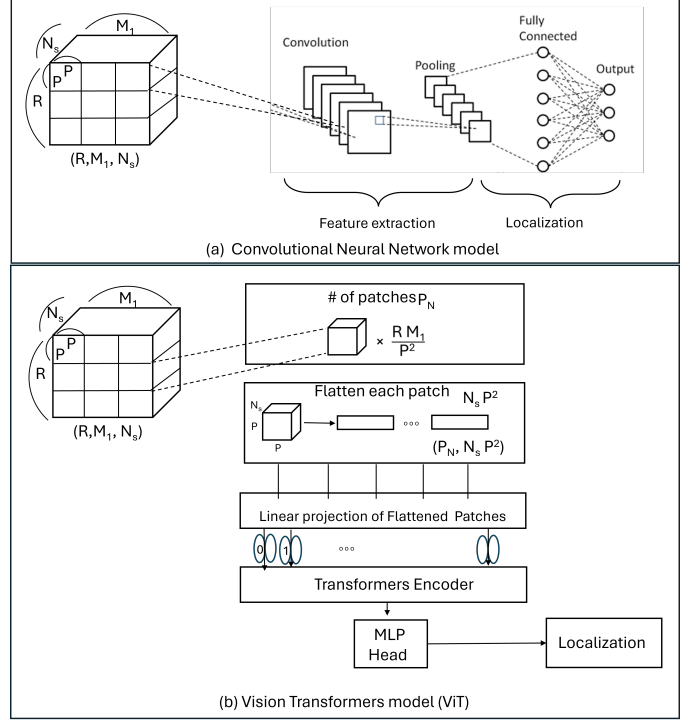 M₁
Nₛ
P
P
R
(R,M₁, Nₛ)
Convolution
Pooling
Fully
Connected
Output
Feature extraction
Localization
(a) Convolutional Neural Network model
M₁
Nₛ
P
P
R
(R,M₁, Nₛ)
# of patches P_N
× R M₁
P²
Flatten each patch
Nₛ P²
Nₛ
P
P
(P_N, Nₛ P²)
Linear projection of Flattened Patches
0 1
Transformers Encoder
MLP
Head
Localization
(b) Vision Transformers model (ViT)